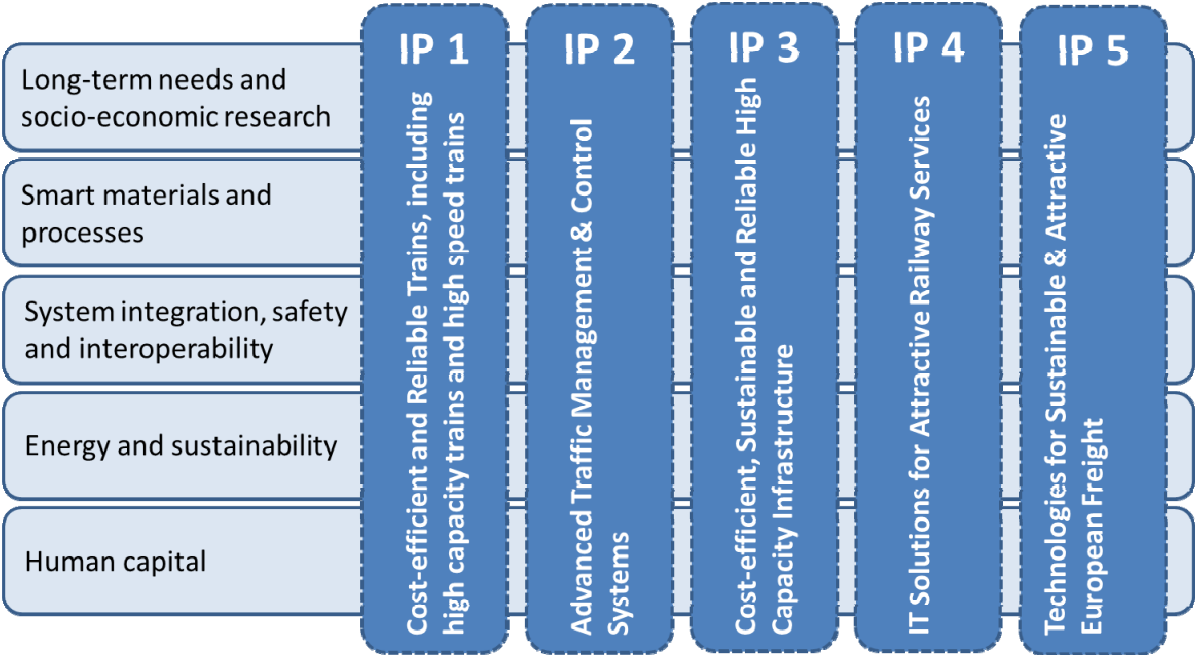 Long-term needs and
socio-economic research
Smart materials and
processes
System integration, safety
and interoperability
Energy and sustainability
Human capital
IP 1
Cost-efficient and Reliable Trains, including
high capacity trains and high speed trains
IP 2
Advanced Traffic Management & Control
Systems
IP 3
Cost-efficient, Sustainable and Reliable High
Capacity Infrastructure
IP 4
IT Solutions for Attractive Railway Services
IP 5
Technologies for Sustainable & Attractive
European Freight